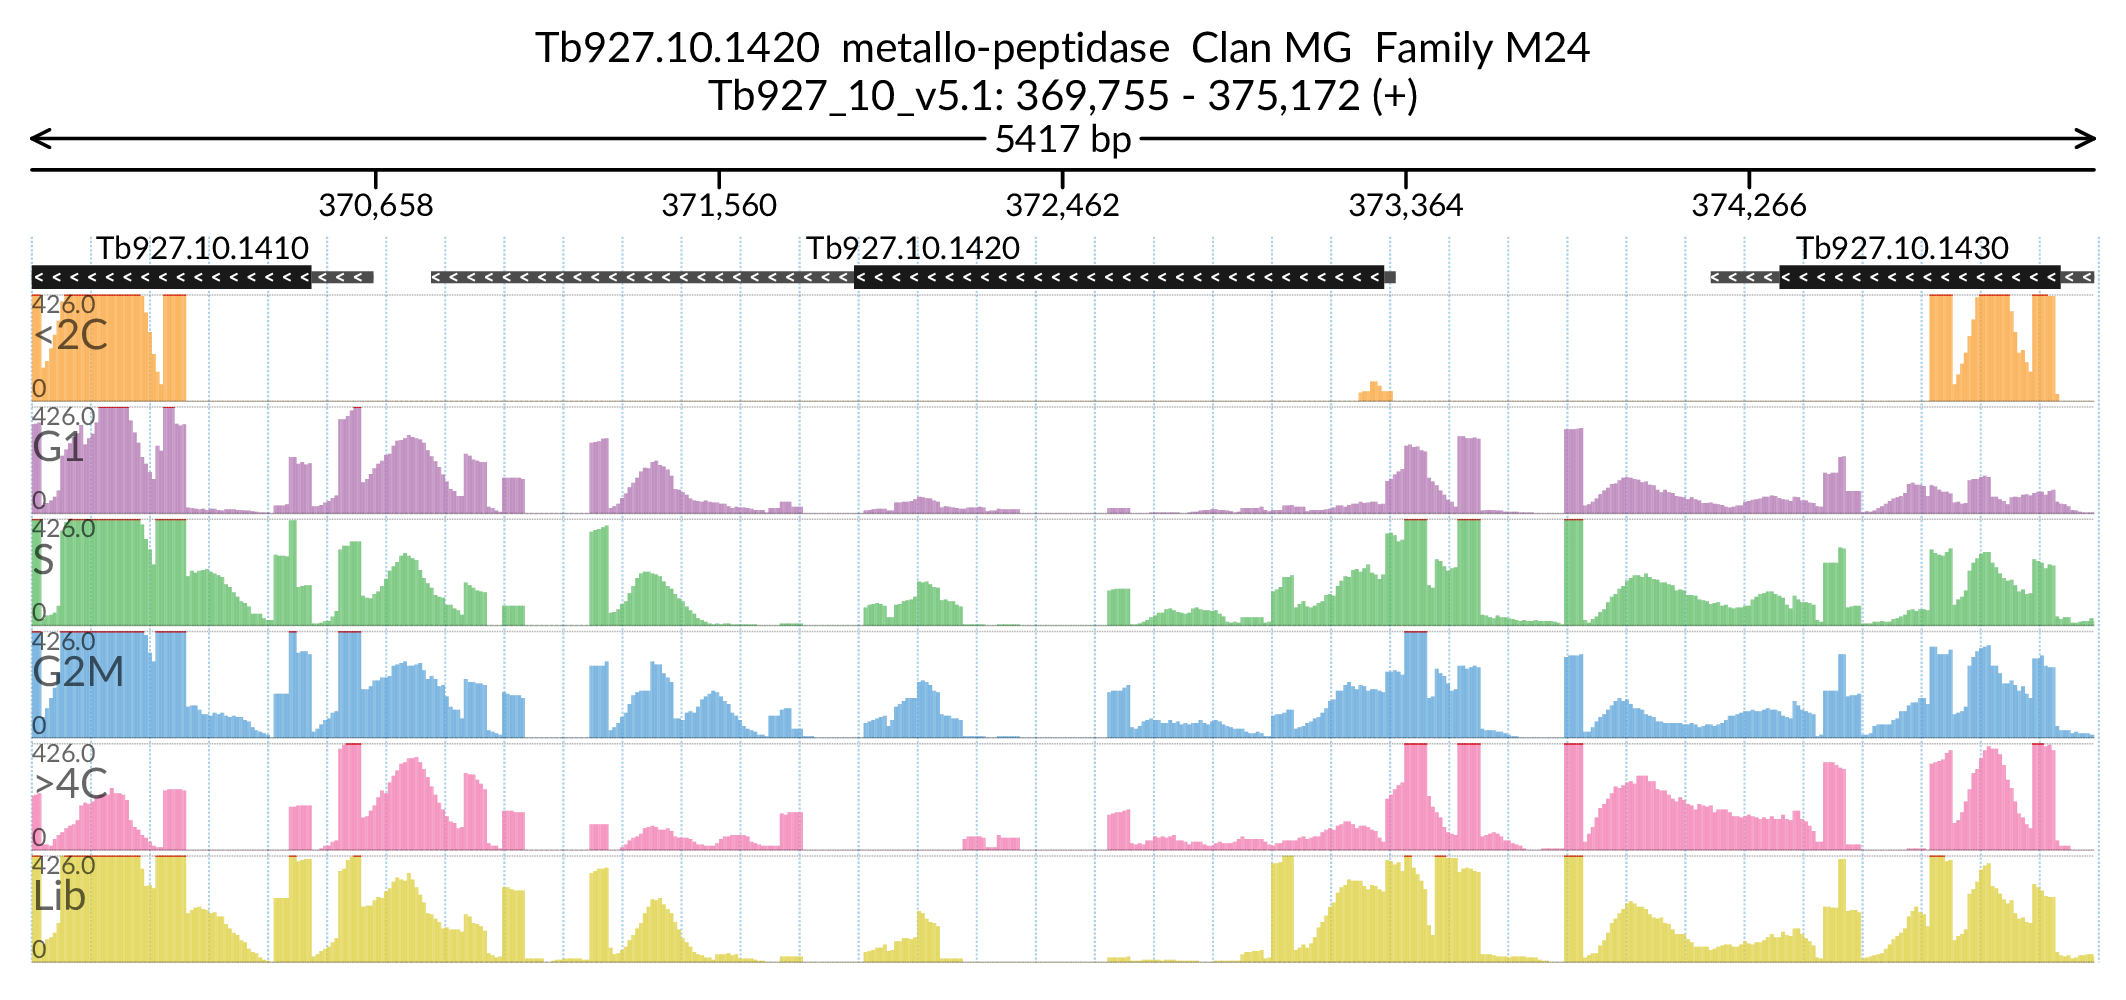 Tb927.10.1420 metallo-peptidase Clan MG Family M24
Tb927_10_v5.1: 369,755 - 375,172 (+)
5417 bp
370,658 371,560 372,462 373,364 374,266
Tb927.10.1410 Tb927.10.1420 Tb927.10.1430
426.0
<2C
0
426.0
G1
0
426.0
S
0
426.0
G2M
0
426.0
>4C
0
426.0
Lib
0